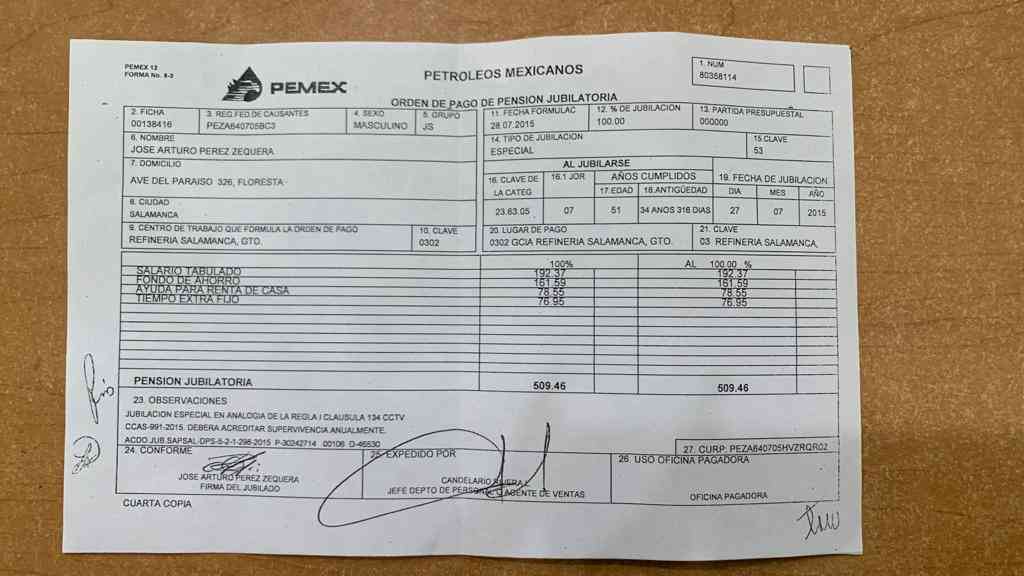 PEMEX 12
FORMA No. 8-3
PEMEX
PETROLEOS MEXICANOS
1. NUM
80358114
ORDEN DE PAGO DE PENSION JUBILATORIA
2. FICHA
00138416
3. REG.FED.DE CAUSANTES
PEZA640705BC3
4. SEXO
MASCULINO
5. GRUPO
JS
11. FECHA FORMULAC
28.07.2015
12. % DE JUBILACION
100.00
13. PARTIDA PRESUPUESTAL
000000
6. NOMBRE
JOSE ARTURO PEREZ ZEQUERA
14. TIPO DE JUBILACION
ESPECIAL
15.CLAVE
53
7. DOMICILIO
AVE DEL PARAISO 326, FLORESTA
AL JUBILARSE
16. CLAVE DE
LA CATEG
16.1 JOR
AÑOS CUMPLIDOS
17.EDAD
18.ANTIGÜEDAD
19. FECHA DE JUBILACION
DIA
MES
AÑO
23.63.05
07
51
34 ANOS 316 DIAS
27
07
2015
8. CIUDAD
SALAMANCA
9. CENTRO DE TRABAJO QUE FORMULA LA ORDEN DE PAGO
REFINERIA SALAMANCA, GTO.
10. CLAVE
0302
20. LUGAR DE PAGO
0302 GCIA REFINERIA SALAMANCA, GTO.
21. CLAVE
03 REFINERIA SALAMANCA,
100%
AL 100.00 %
SALARIO TABULADO 192.37 192.37
FONDO DE AHORRO 161.59 161.59
AYUDA PARA RENTA DE CASA 78.55 78.55
TIEMPO EXTRA FIJO 76.95 76.95
PENSION JUBILATORIA 509.46 509.46
23. OBSERVACIONES
JUBILACION ESPECIAL EN ANALOGIA DE LA REGLA I CLAUSULA 134 CCTV
CCAS-991-2015. DEBERA ACREDITAR SUPERVIVENCIA ANUALMENTE.
ACDO.JUB.SAPSAL-DPS-5-2-1-298-2015 P-30242714 00106 O-46530
27. CURP: PEZA640705HVZRQR02
24. CONFORME
JOSE ARTURO PEREZ ZEQUERA
FIRMA DEL JUBILADO
25. EXPEDIDO POR
CANDELARIO
JEFE DEPTO DE PERSONAL O AGENTE DE VENTAS
26. USO OFICINA PAGADORA
OFICINA PAGADORA
CUARTA COPIA